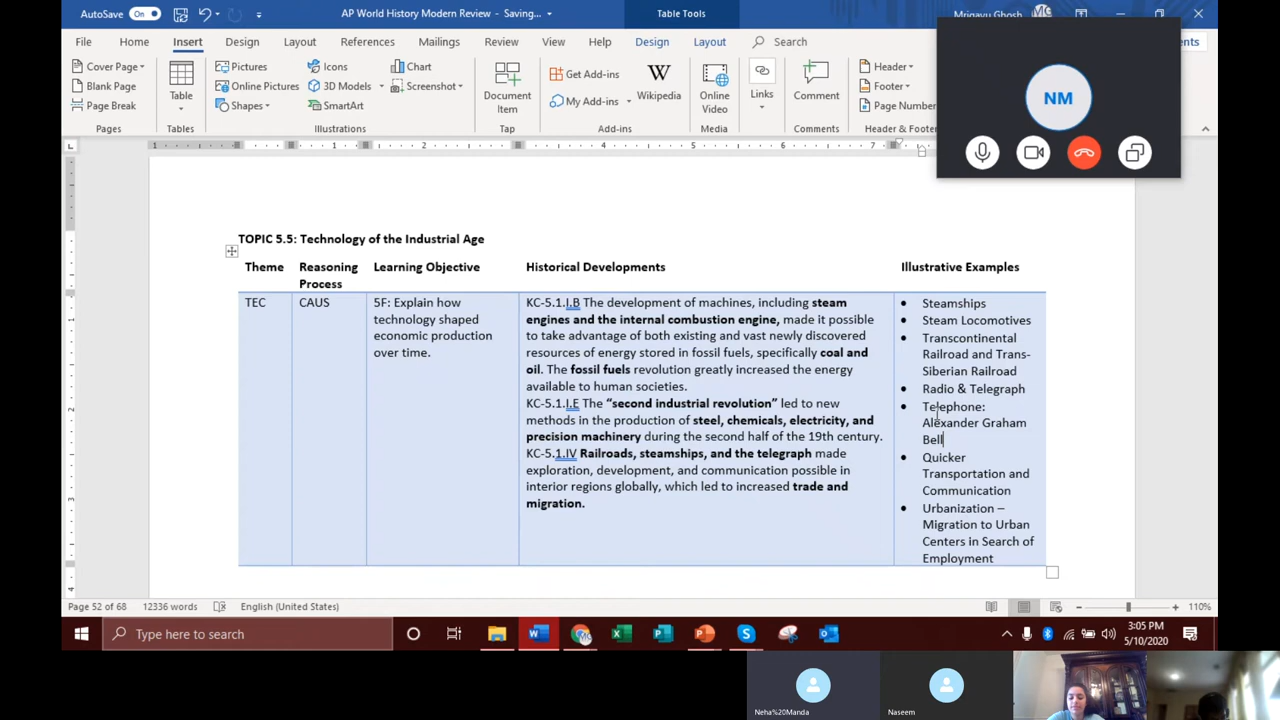 AutoSave On AP World History Modern Review - Saving... Table Tools Mrigavu Ghosh MG
File Home Insert Design Layout References Mailings Review View Help Design Layout Search
Cover Page
Blank Page
Page Break
Pages
Table
Tables
Pictures
Online Pictures
Shapes
Icons
3D Models
SmartArt
Chart
Screenshot
Illustrations
Document
Item
Tap
Get Add-ins
My Add-ins
Wikipedia
Add-ins
Online
Video
Media
Links
Comment
Comments
Header
Footer
Page Number
Header & Footer
NM
TOPIC 5.5: Technology of the Industrial Age
Theme
Reasoning
Process
Learning Objective
Historical Developments
Illustrative Examples
TEC
CAUS
5F: Explain how
technology shaped
economic production
over time.
KC-5.1.I.B The development of machines, including steam
engines and the internal combustion engine, made it possible
to take advantage of both existing and vast newly discovered
resources of energy stored in fossil fuels, specifically coal and
oil. The fossil fuels revolution greatly increased the energy
available to human societies.
KC-5.1.I.E The “second industrial revolution” led to new
methods in the production of steel, chemicals, electricity, and
precision machinery during the second half of the 19th century.
KC-5.1.IV Railroads, steamships, and the telegraph made
exploration, development, and communication possible in
interior regions globally, which led to increased trade and
migration.
• Steamships
• Steam Locomotives
• Transcontinental
Railroad and Trans-
Siberian Railroad
• Radio & Telegraph
• Telephone:
Alexander Graham
Bell
• Quicker
Transportation and
Communication
• Urbanization –
Migration to Urban
Centers in Search of
Employment
Page 52 of 68 12336 words English (United States) 110%
Type here to search
3:05 PM
5/10/2020
Neha%20Manda
Naseem